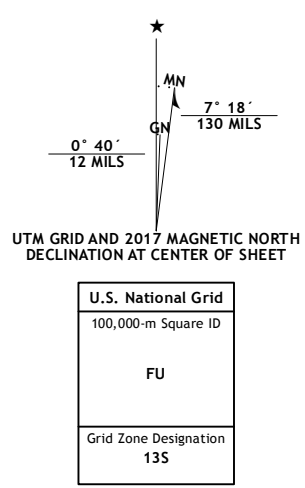 ★
MN
GN
7° 18´
130 MILS
0° 40´
12 MILS
UTM GRID AND 2017 MAGNETIC NORTH
DECLINATION AT CENTER OF SHEET
U.S. National Grid
100,000-m Square ID
FU
Grid Zone Designation
13S